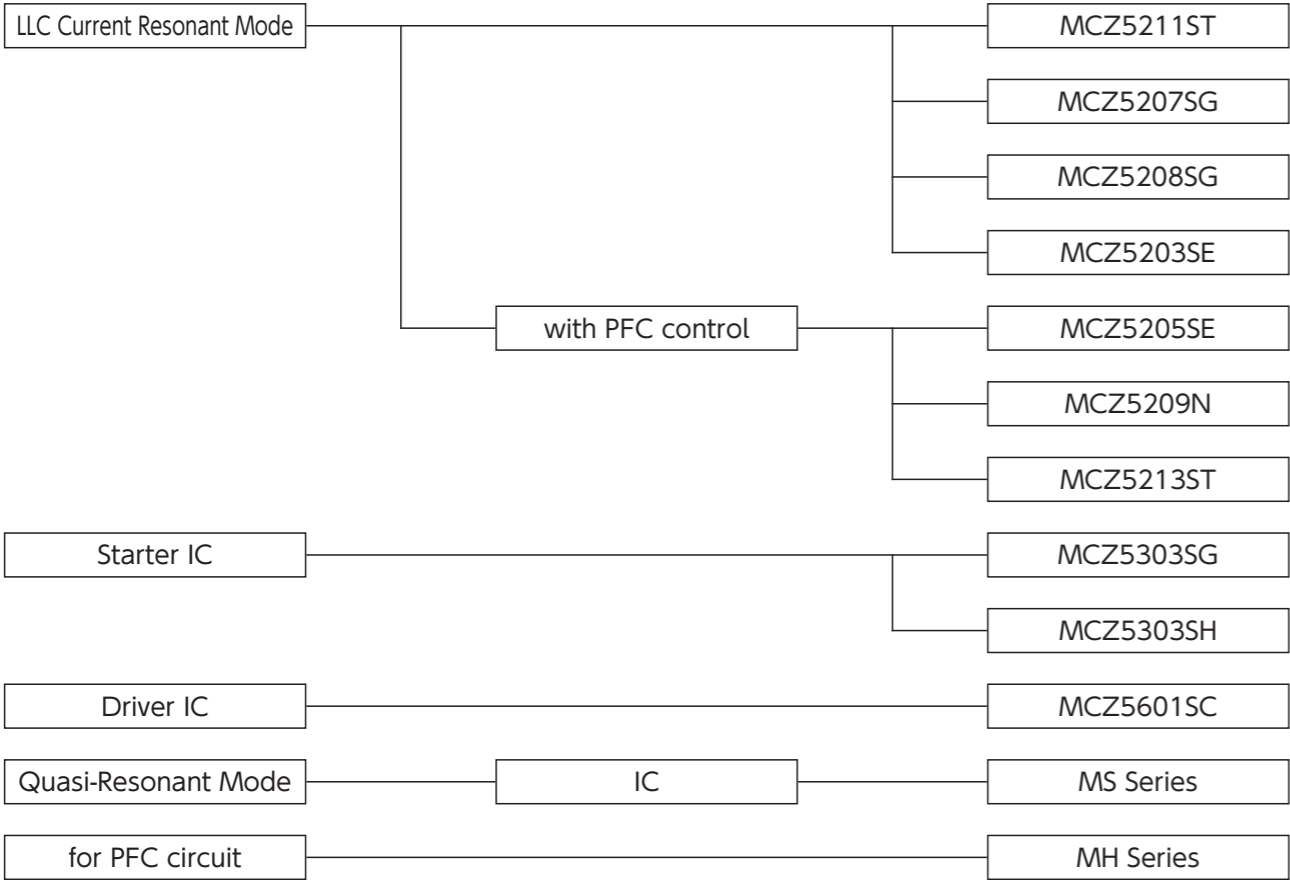 LLC Current Resonant Mode
MCZ5211ST
MCZ5207SG
MCZ5208SG
MCZ5203SE
with PFC control
MCZ5205SE
MCZ5209N
MCZ5213ST
Starter IC
MCZ5303SG
MCZ5303SH
Driver IC
MCZ5601SC
Quasi-Resonant Mode
IC
MS Series
for PFC circuit
MH Series